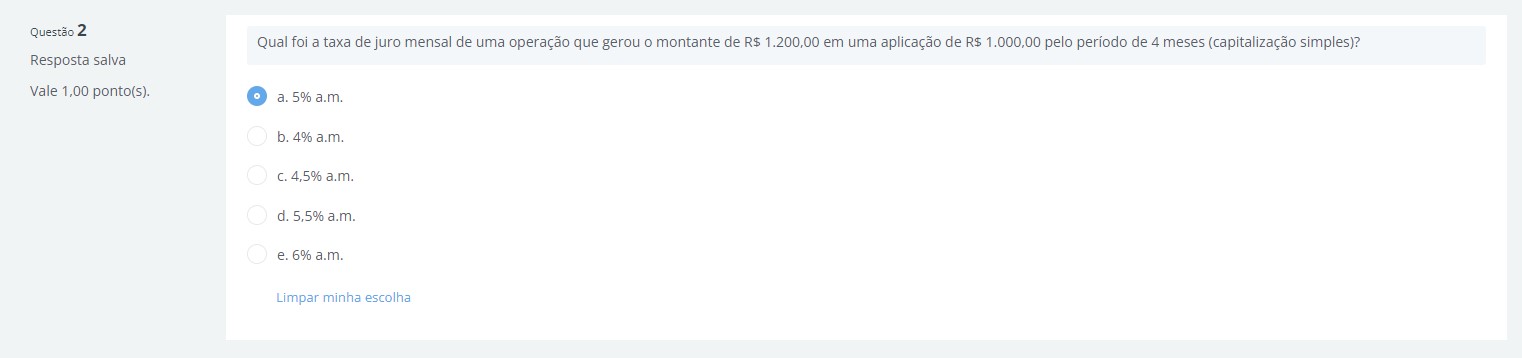 Questão 2
Resposta salva
Vale 1,00 ponto(s).
Qual foi a taxa de juro mensal de uma operação que gerou o montante de R$ 1.200,00 em uma aplicação de R$ 1.000,00 pelo período de 4 meses (capitalização simples)?
a. 5% a.m.
b. 4% a.m.
c. 4,5% a.m.
d. 5,5% a.m.
e. 6% a.m.
Limpar minha escolha